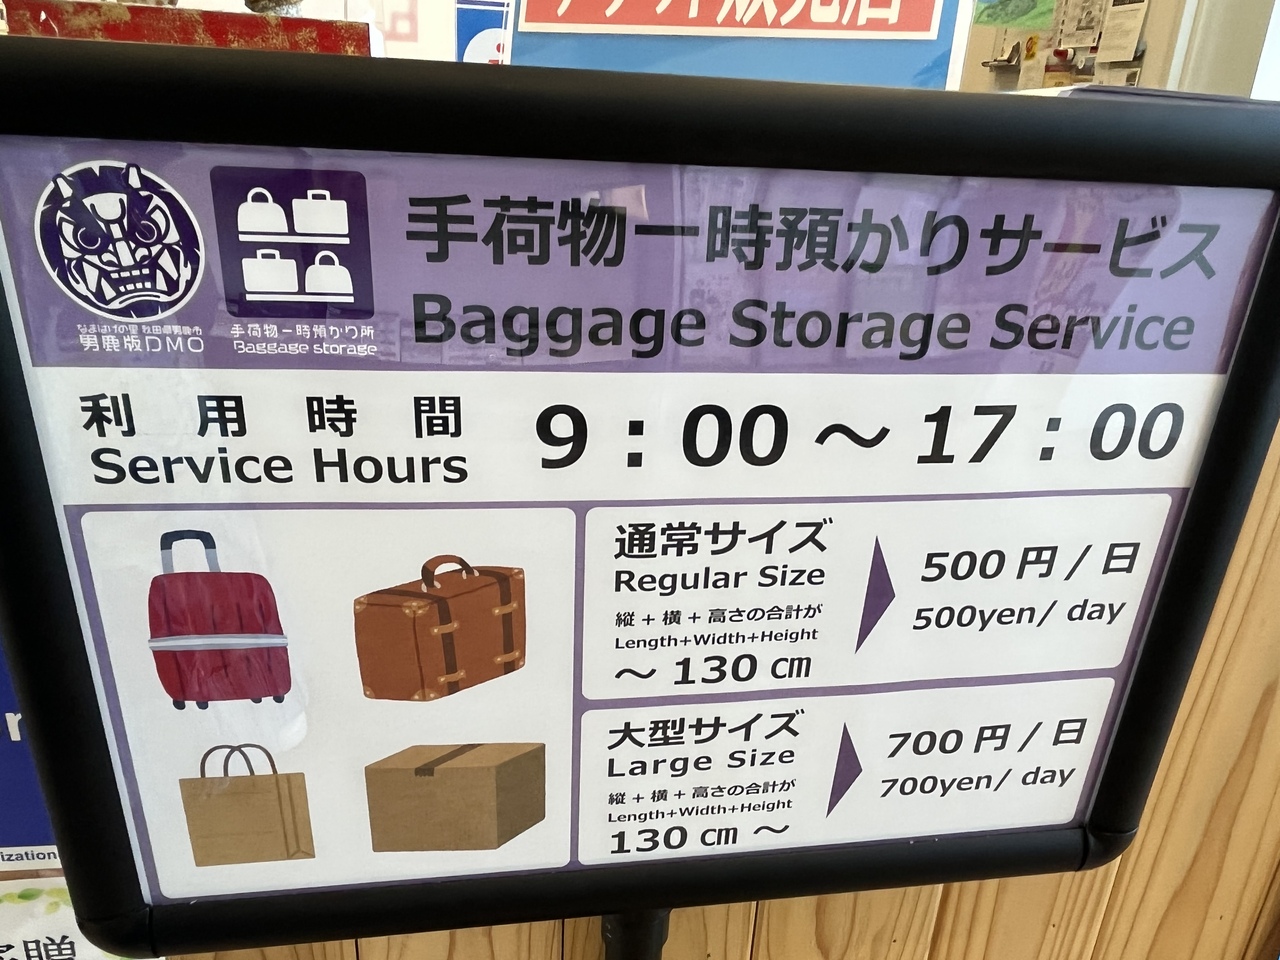 手荷物一時預かりサービス
Baggage Storage Service
なまはげの里 秋田県男鹿市
男鹿版DMO
手荷物一時預かり所
Baggage storage
利用時間
Service Hours
9:00～17:00
通常サイズ
Regular Size
縦+横+高さの合計が
Length+Width+Height
～130㎝
500円/日
500yen/ day
大型サイズ
Large Size
縦+横+高さの合計が
Length+Width+Height
130㎝～
700円/日
700yen/ day
ization